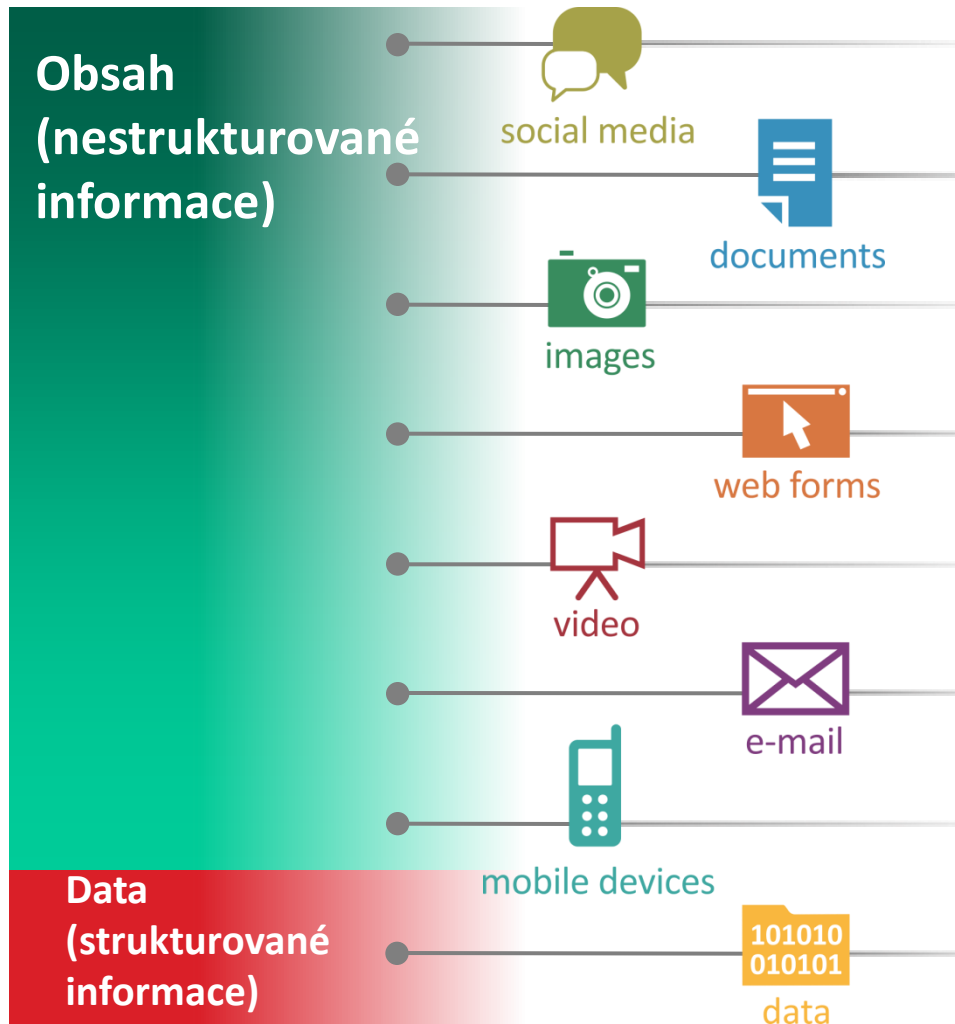 Obsah
(nestrukturované
informace)
social media
documents
images
web forms
video
e-mail
mobile devices
Data
(strukturované
informace)
101010
010101
data